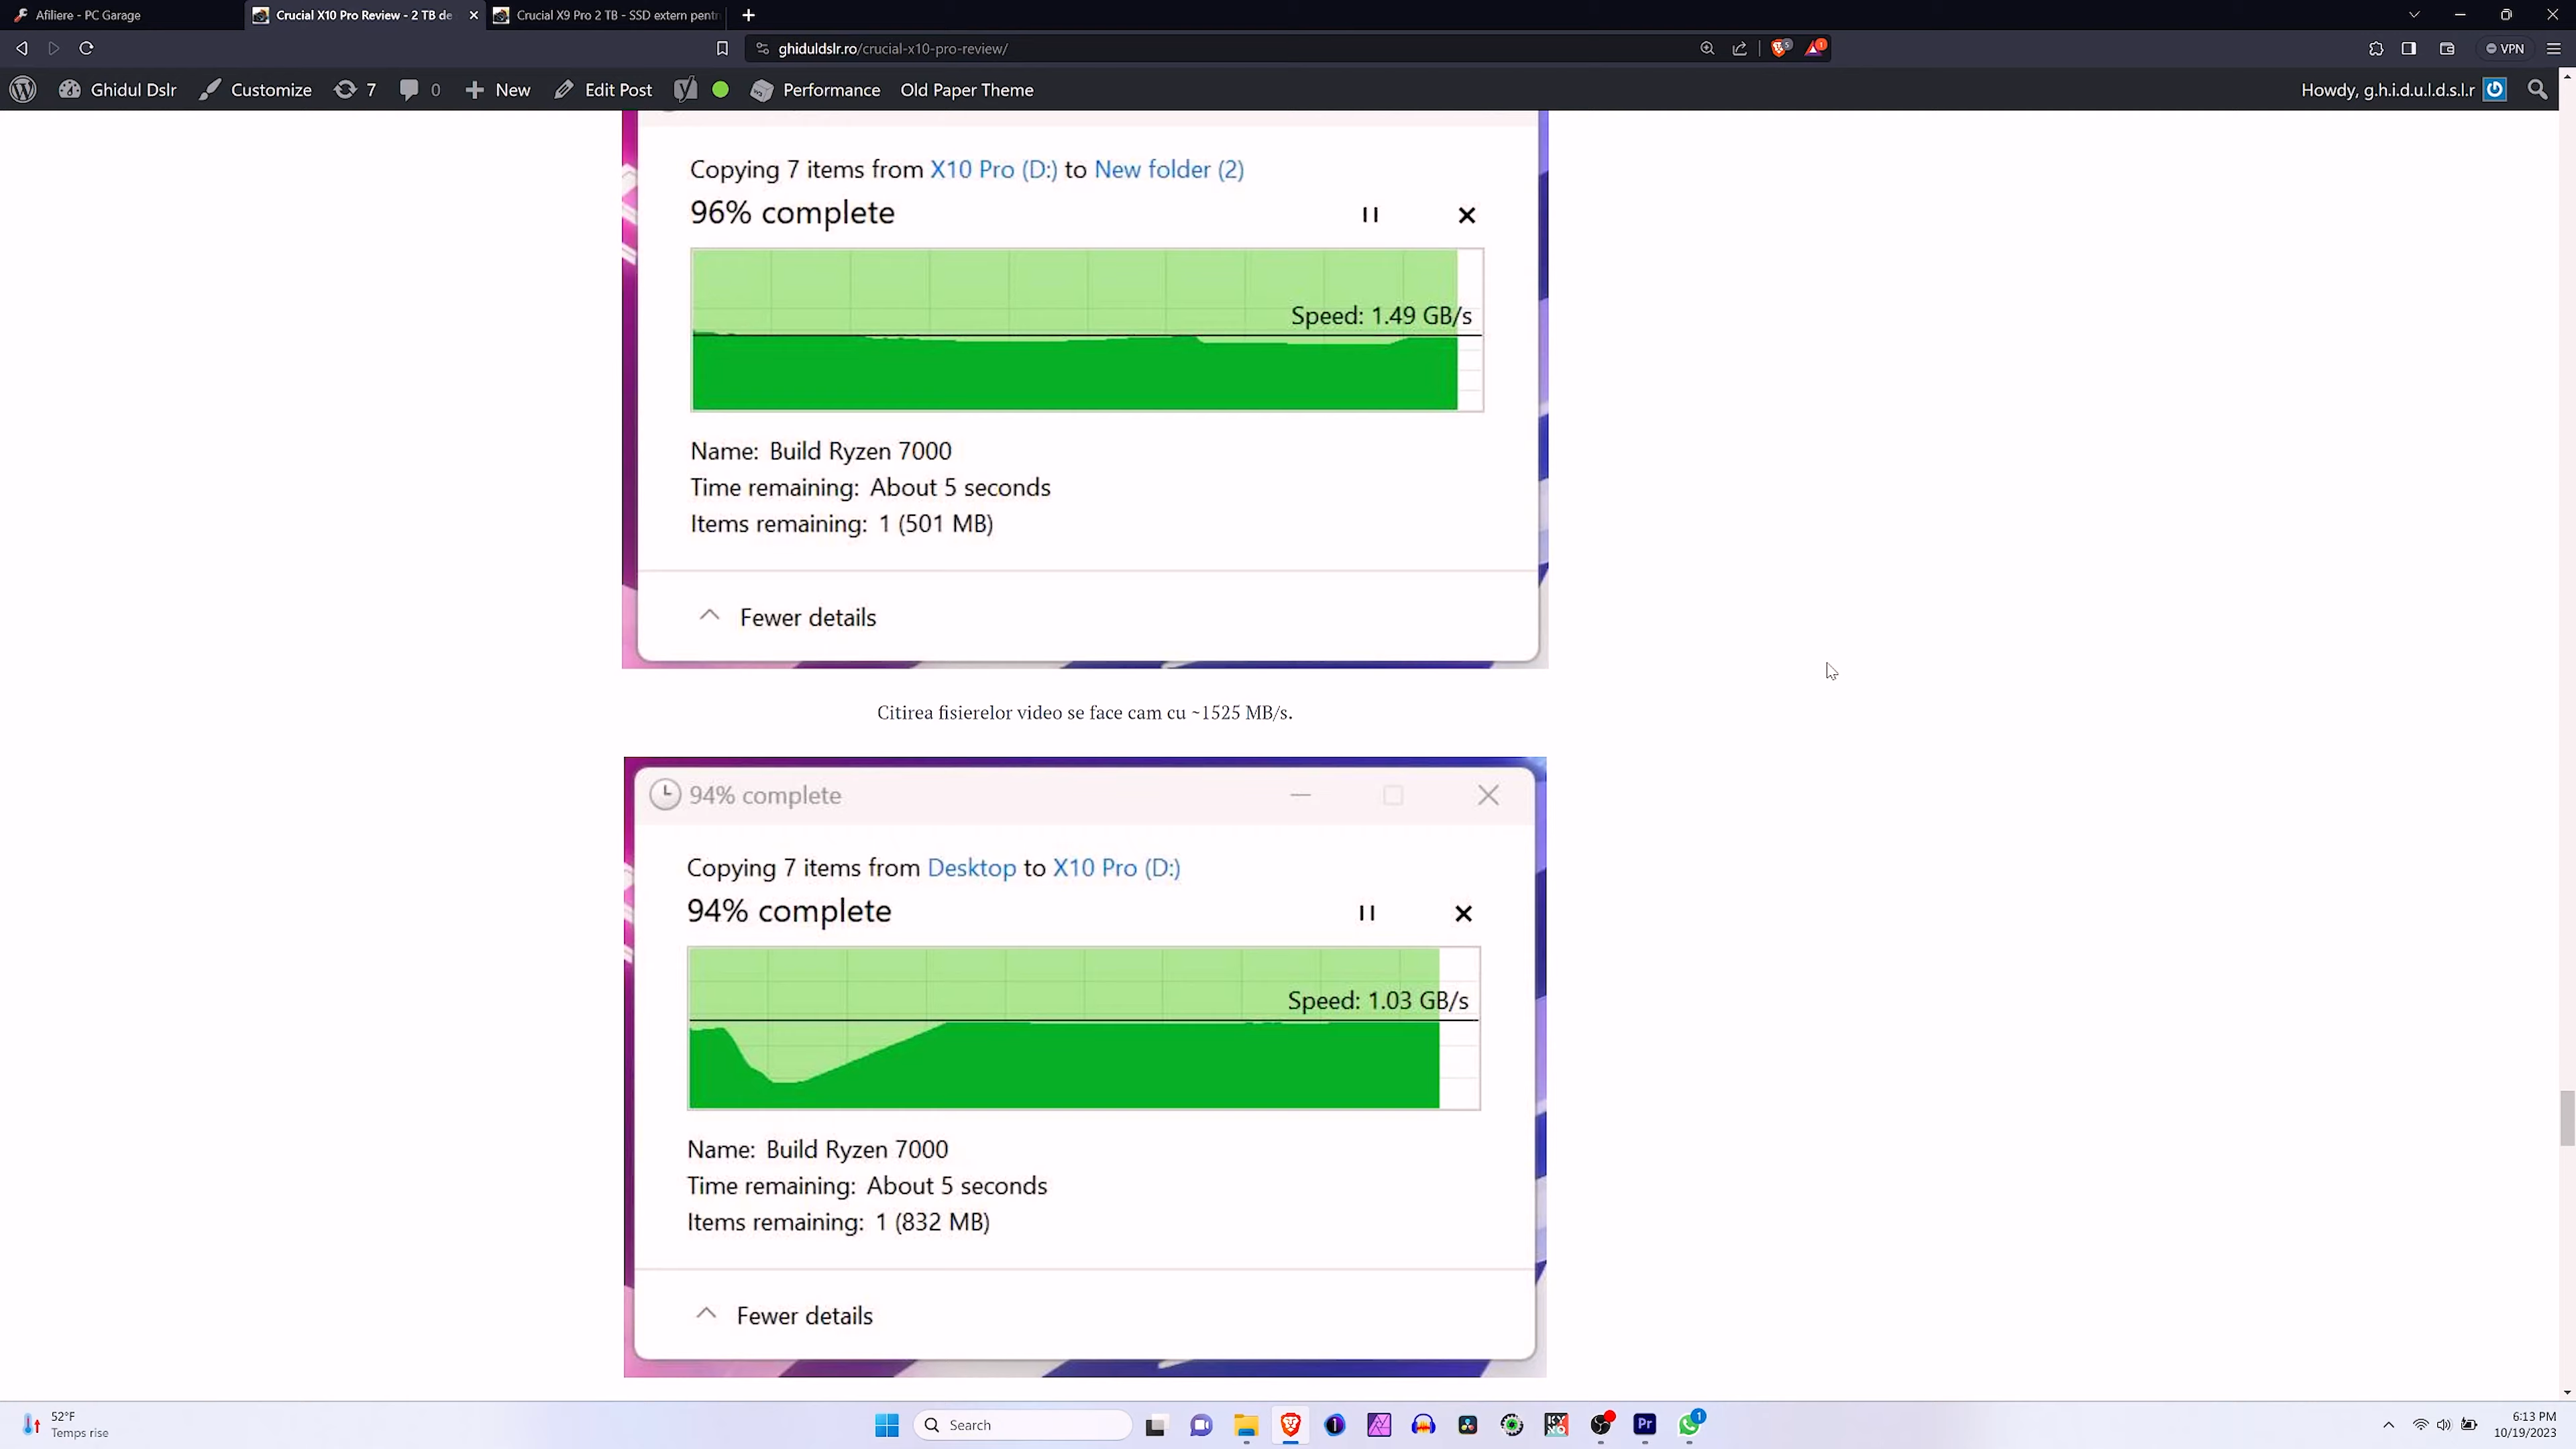 Afiliere - PC Garage
Crucial X10 Pro Review - 2 TB de
Crucial X9 Pro 2 TB - SSD extern pentr
ghiduldslr.ro/crucial-x10-pro-review/
5
1
VPN
Ghidul Dslr
Customize
7
0
New
Edit Post
Performance
Old Paper Theme
Howdy, g.h.i.d.u.l.d.s.l.r
Copying 7 items from X10 Pro (D:) to New folder (2)
96% complete
Speed: 1.49 GB/s
Name: Build Ryzen 7000
Time remaining: About 5 seconds
Items remaining: 1 (501 MB)
Fewer details
Citirea fisierelor video se face cam cu ~1525 MB/s.
94% complete
Copying 7 items from Desktop to X10 Pro (D:)
94% complete
Speed: 1.03 GB/s
Name: Build Ryzen 7000
Time remaining: About 5 seconds
Items remaining: 1 (832 MB)
Fewer details
52°F
Temps rise
Search
Pr
1
6:13 PM
10/19/2023